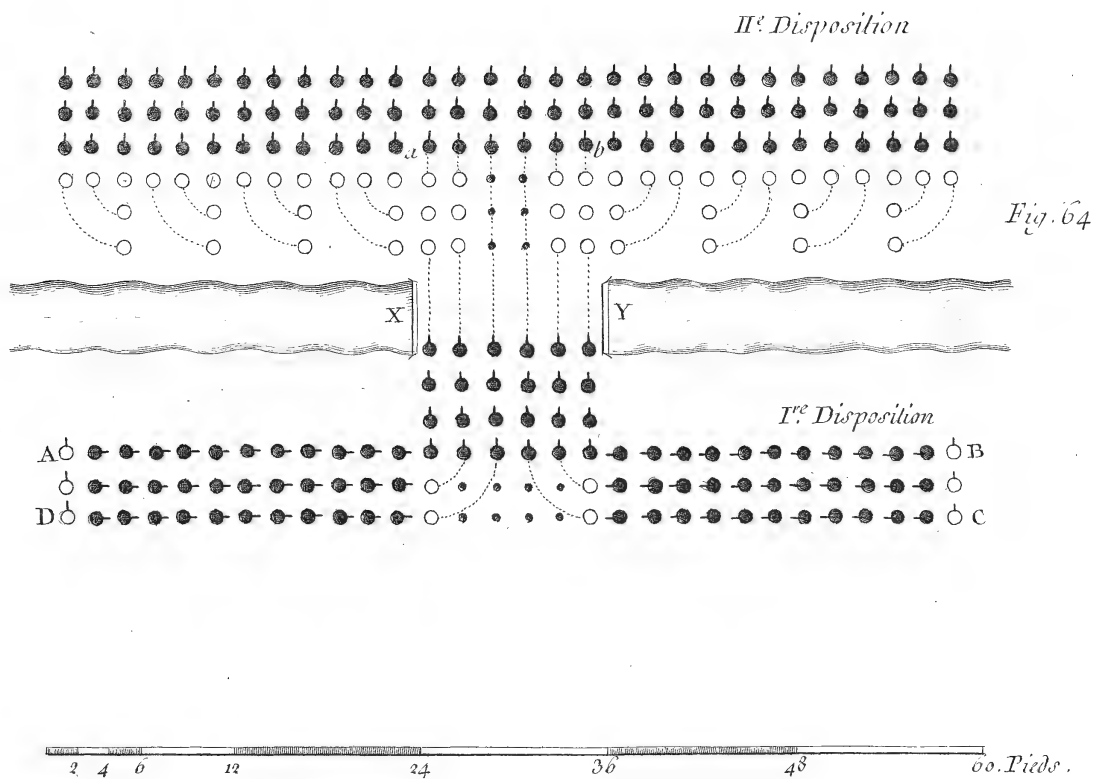 IIe. Disposition
a b
Fig. 64
X Y
Ire Disposition
A B
D C
2 4 6 12 24 36 48 60. Pieds.